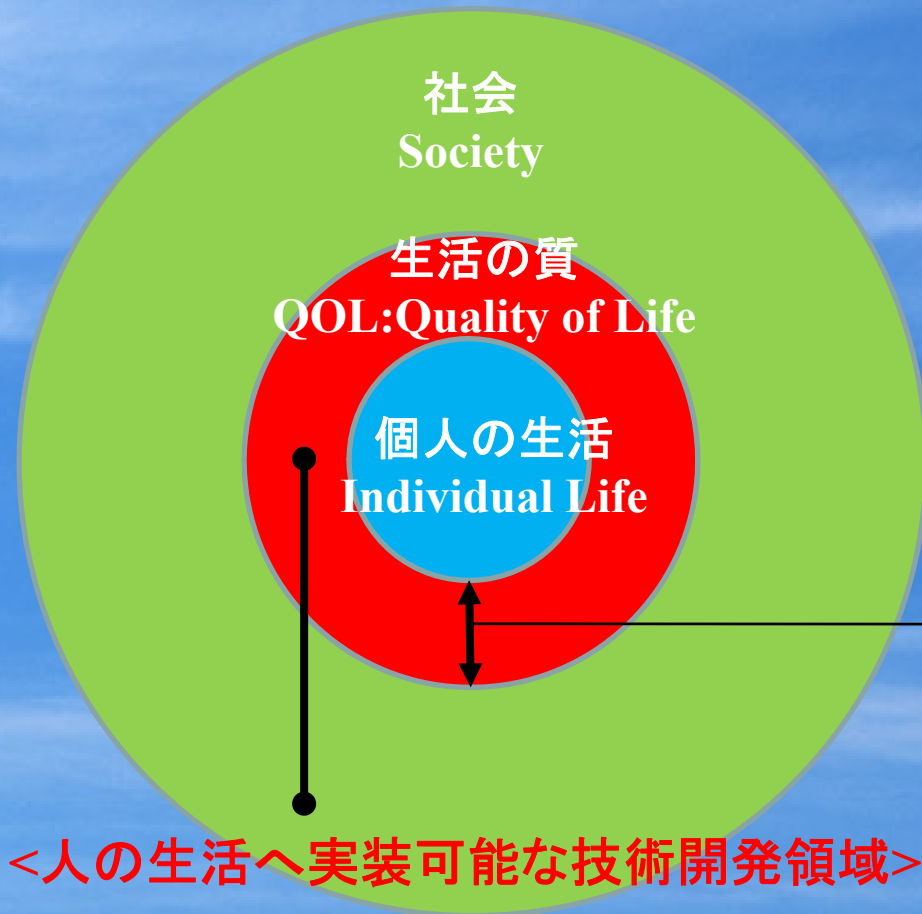 社会
Society
生活の質
QOL:Quality of Life
個人の生活
Individual Life
<人の生活へ実装可能な技術開発領域>